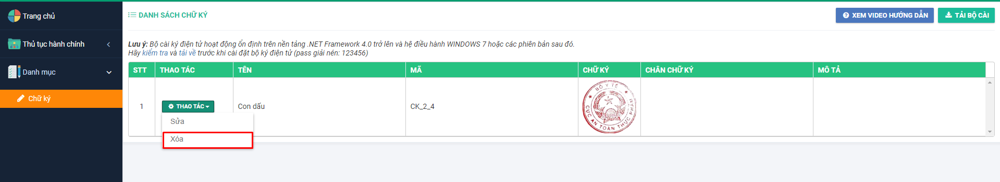 Trang chủ
Thủ tục hành chính
Danh mục
Chữ ký
DANH SÁCH CHỮ KÝ
XEM VIDEO HƯỚNG DẪN
TẢI BỘ CÀI
Lưu ý: Bộ cài ký điện tử hoạt động ổn định trên nền tảng .NET Framework 4.0 trở lên và hệ điều hành WINDOWS 7 hoặc các phiên bản sau đó.
Hãy kiểm tra và tải về trước khi cài đặt bộ ký điện tử (pass giải nén: 123456)
STT THAO TÁC TÊN MÃ CHỮ KÝ CHÂN CHỮ KÝ MÔ TẢ
1 THAO TÁC Con dấu CK_2_4
BỘ Y TẾ
CỤC AN TOÀN THỰC PHẨM
Sửa
Xóa